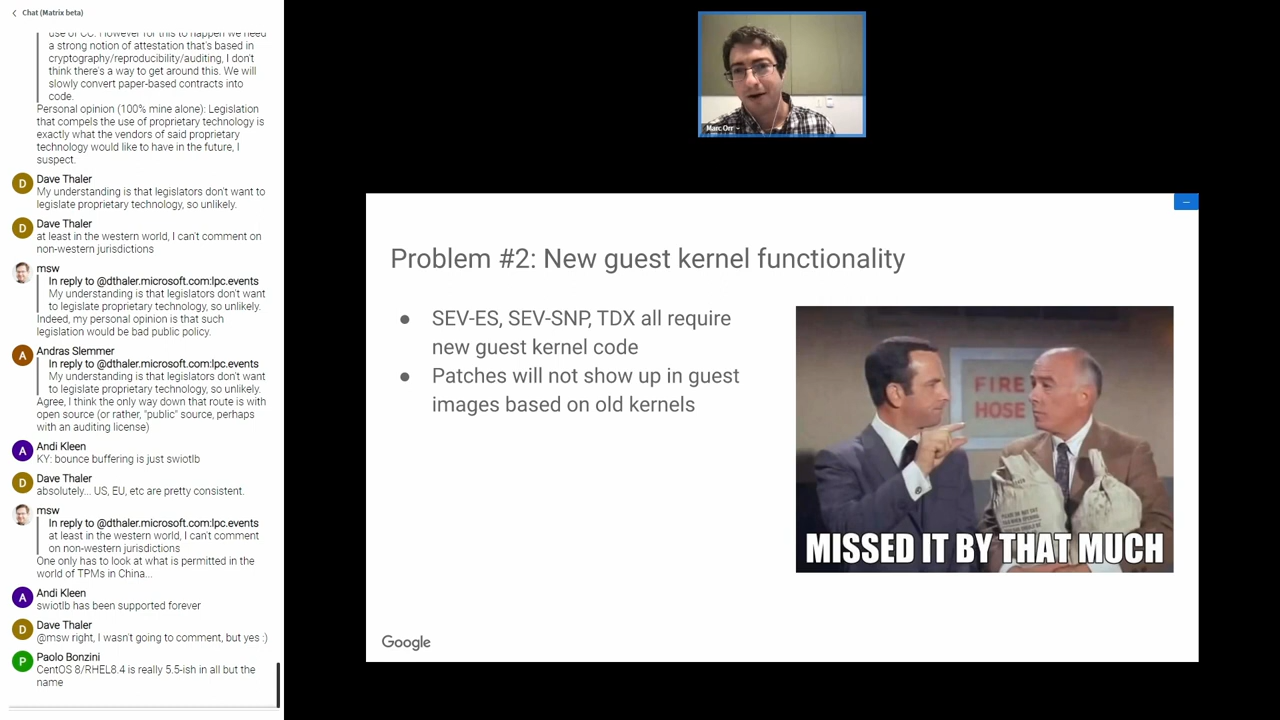 Chat (Matrix beta)
use of CC. However for this to happen we need
a strong notion of attestation that's based in
cryptography/reproducibility/auditing, I don't
think there's a way to get around this. We will
slowly convert paper-based contracts into
code.
Personal opinion (100% mine alone): Legislation
that compels the use of proprietary technology is
exactly what the vendors of said proprietary
technology would like to have in the future, I
suspect.
D
Dave Thaler
My understanding is that legislators don't want to
legislate proprietary technology, so unlikely.
D
Dave Thaler
at least in the western world, I can't comment on
non-western jurisdictions
msw
In reply to @dthaler.microsoft.com:lpc.events
My understanding is that legislators don't want
to legislate proprietary technology, so unlikely.
Indeed, my personal opinion is that such
legislation would be bad public policy.
A
Andras Slemmer
In reply to @dthaler.microsoft.com:lpc.events
My understanding is that legislators don't want
to legislate proprietary technology, so unlikely.
Agree, I think the only way down that route is with
open source (or rather, "public" source, perhaps
with an auditing license)
A
Andi Kleen
KY: bounce buffering is just swiotlb
D
Dave Thaler
absolutely... US, EU, etc are pretty consistent.
msw
In reply to @dthaler.microsoft.com:lpc.events
at least in the western world, I can't comment
on non-western jurisdictions
One only has to look at what is permitted in the
world of TPMs in China...
A
Andi Kleen
swiotlb has been supported forever
D
Dave Thaler
@msw right, I wasn't going to comment, but yes :)
P
Paolo Bonzini
CentOS 8/RHEL8.4 is really 5.5-ish in all but the
name
Marc Orr
Problem #2: New guest kernel functionality
● SEV-ES, SEV-SNP, TDX all require
new guest kernel code
● Patches will not show up in guest
images based on old kernels
FIRE
HOSE
MISSED IT BY THAT MUCH
Google